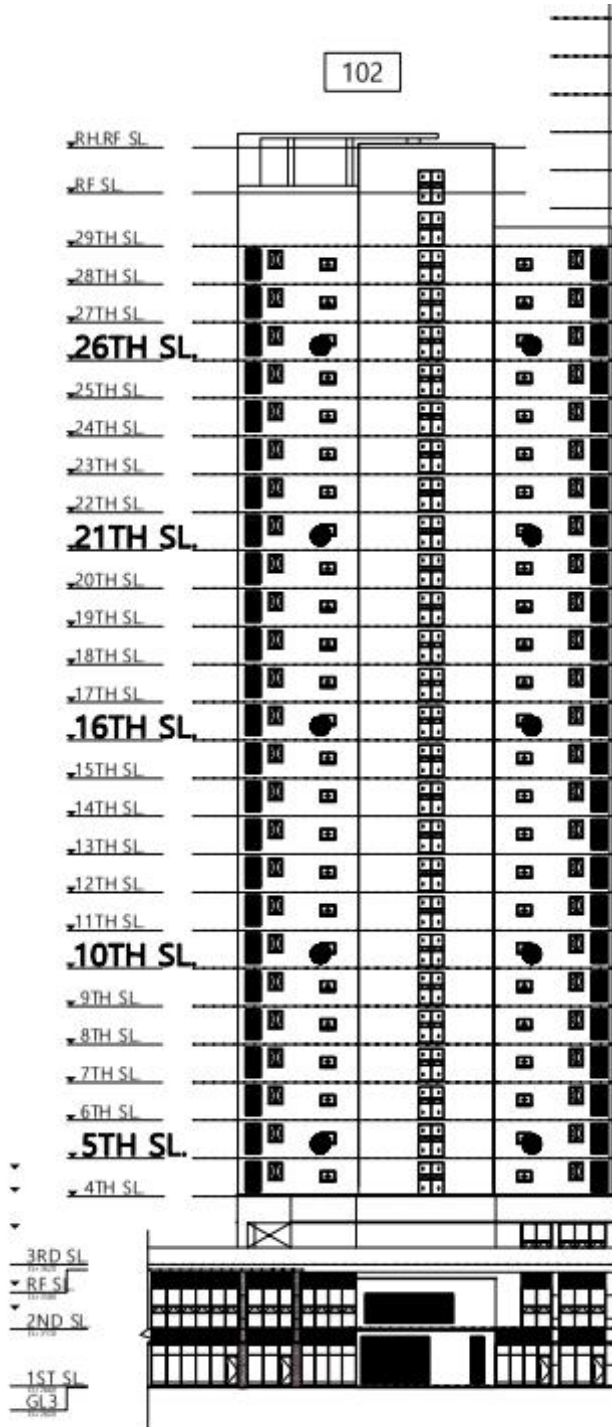 102
RH.RF SL.
RF SL.
29TH SL.
28TH SL.
27TH SL.
26TH SL.
25TH SL.
24TH SL.
23TH SL.
22TH SL.
21TH SL.
20TH SL.
19TH SL.
18TH SL.
17TH SL.
16TH SL.
15TH SL.
14TH SL.
13TH SL.
12TH SL.
11TH SL.
10TH SL.
9TH SL.
8TH SL.
7TH SL.
6TH SL.
5TH SL.
4TH SL.
3RD SL.
RF SL.
2ND SL.
1ST SL.
GL3